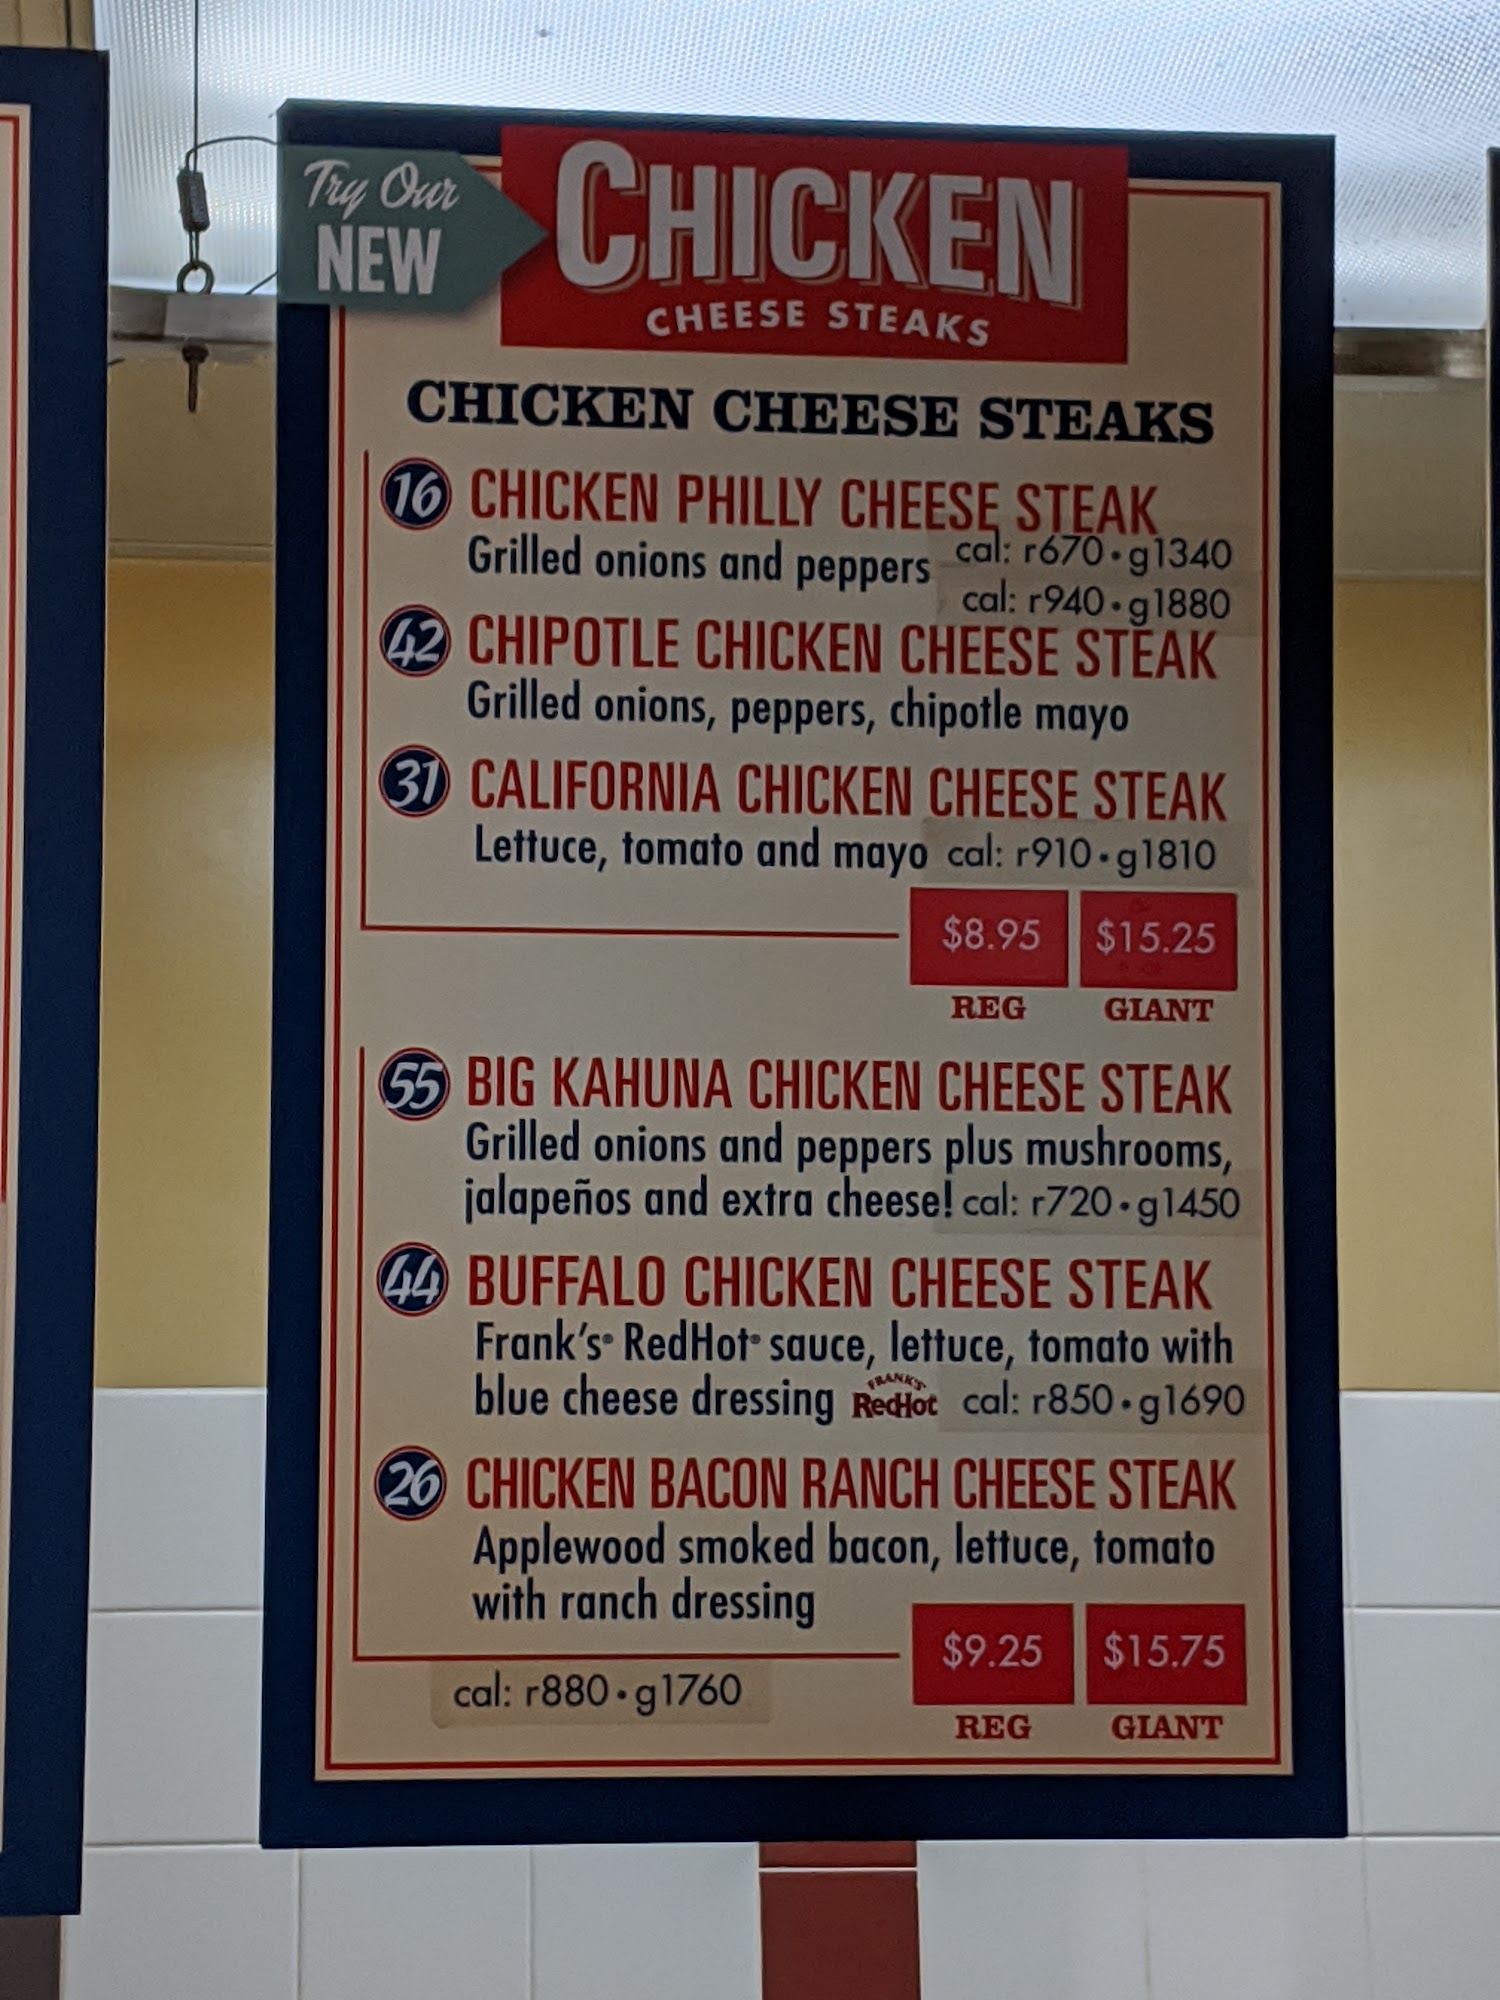 Try Our
NEW
CHICKEN
CHEESE STEAKS
CHICKEN CHEESE STEAKS
16 CHICKEN PHILLY CHEESE STEAK
Grilled onions and peppers cal: r670•g1340
cal: r940•g1880
42 CHIPOTLE CHICKEN CHEESE STEAK
Grilled onions, peppers, chipotle mayo
31 CALIFORNIA CHICKEN CHEESE STEAK
Lettuce, tomato and mayo cal: r910•g1810
$8.95 $15.25
REG GIANT
55 BIG KAHUNA CHICKEN CHEESE STEAK
Grilled onions and peppers plus mushrooms,
jalapeños and extra cheese! cal: r720•g1450
44 BUFFALO CHICKEN CHEESE STEAK
Frank's® RedHot® sauce, lettuce, tomato with
blue cheese dressing FRANK'S RedHot cal: r850•g1690
26 CHICKEN BACON RANCH CHEESE STEAK
Applewood smoked bacon, lettuce, tomato
with ranch dressing
$9.25 $15.75
cal: r880•g1760
REG GIANT